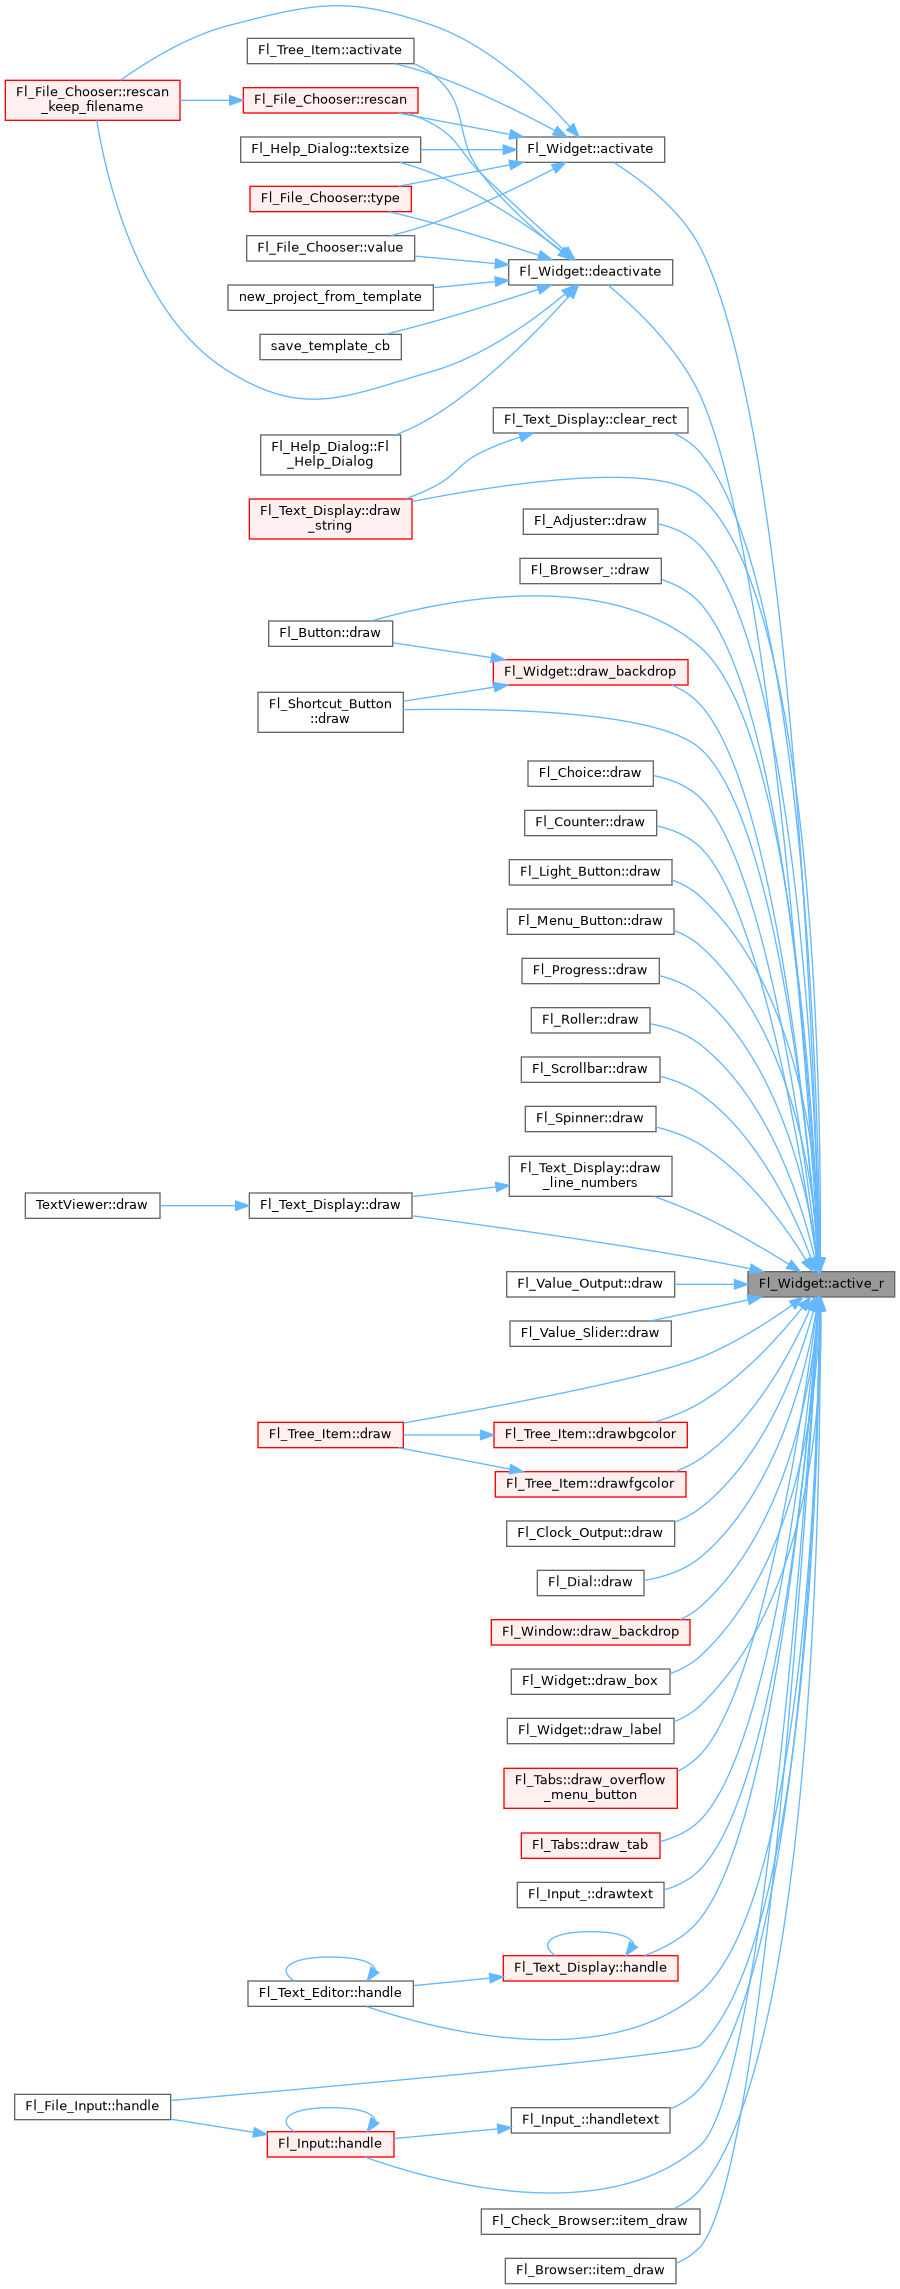 Fl_Tree_Item::activate
Fl_File_Chooser::rescan
_keep_filename
Fl_File_Chooser::rescan
Fl_Help_Dialog::textsize
Fl_Widget::activate
Fl_File_Chooser::type
Fl_File_Chooser::value
Fl_Widget::deactivate
new_project_from_template
save_template_cb
Fl_Text_Display::clear_rect
Fl_Help_Dialog::Fl
_Help_Dialog
Fl_Text_Display::draw
_string
Fl_Adjuster::draw
Fl_Browser_::draw
Fl_Button::draw
Fl_Widget::draw_backdrop
Fl_Shortcut_Button
::draw
Fl_Choice::draw
Fl_Counter::draw
Fl_Light_Button::draw
Fl_Menu_Button::draw
Fl_Progress::draw
Fl_Roller::draw
Fl_Scrollbar::draw
Fl_Spinner::draw
Fl_Text_Display::draw
_line_numbers
TextViewer::draw
Fl_Text_Display::draw
Fl_Value_Output::draw
Fl_Widget::active_r
Fl_Value_Slider::draw
Fl_Tree_Item::draw
Fl_Tree_Item::drawbgcolor
Fl_Tree_Item::drawfgcolor
Fl_Clock_Output::draw
Fl_Dial::draw
Fl_Window::draw_backdrop
Fl_Widget::draw_box
Fl_Widget::draw_label
Fl_Tabs::draw_overflow
_menu_button
Fl_Tabs::draw_tab
Fl_Input_::drawtext
Fl_Text_Display::handle
Fl_Text_Editor::handle
Fl_File_Input::handle
Fl_Input_::handletext
Fl_Input::handle
Fl_Check_Browser::item_draw
Fl_Browser::item_draw